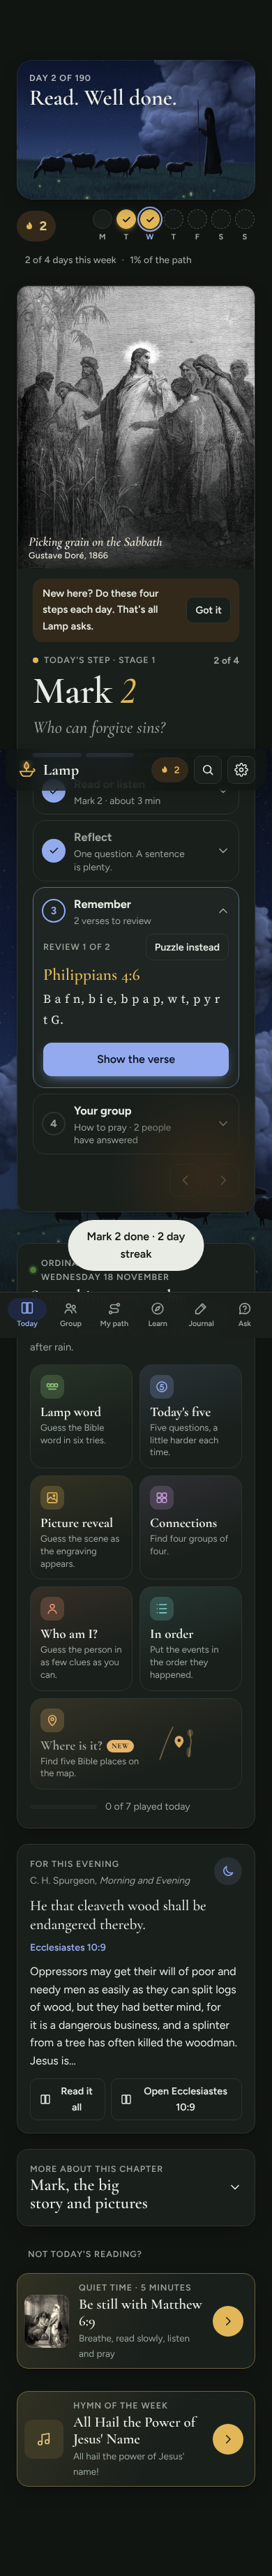 DAY 2 OF 190
Read. Well done.
2
M T W T F S S
2 of 4 days this week · 1% of the path
Picking grain on the Sabbath
Gustave Doré, 1866
New here? Do these four
steps each day. That's all
Lamp asks.
Got it
TODAY'S STEP · STAGE 1
2 of 4
Mark 2
Who can forgive sins?
Lamp
2
Read or listen
Mark 2 · about 3 min
Reflect
One question. A sentence
is plenty.
3
Remember
2 verses to review
REVIEW 1 OF 2
Puzzle instead
Philippians 4:6
B a f n, b i e, b p a p, w t, p y r
t G.
Show the verse
4
Your group
How to pray · 2 people
have answered
Mark 2 done · 2 day
streak
WEDNESDAY 18 NOVEMBER
Today
Group
My path
Learn
Journal
Ask
after rain.
Lamp word
Guess the Bible
word in six tries.
Today's five
Five questions, a
little harder each
time.
Picture reveal
Guess the scene as
the engraving
appears.
Connections
Find four groups of
four.
Who am I?
Guess the person in
as few clues as you
can.
In order
Put the events in
the order they
happened.
Where is it? NEW
Find five Bible places on
the map.
0 of 7 played today
FOR THIS EVENING
C. H. Spurgeon, Morning and Evening
He that cleaveth wood shall be
endangered thereby.
Ecclesiastes 10:9
Oppressors may get their will of poor and
needy men as easily as they can split logs
of wood, but they had better mind, for
it is a dangerous business, and a splinter
from a tree has often killed the woodman.
Jesus is…
Read it
all
Open Ecclesiastes
10:9
MORE ABOUT THIS CHAPTER
Mark, the big
story and pictures
NOT TODAY'S READING?
QUIET TIME · 5 MINUTES
Be still with Matthew
6:9
Breathe, read slowly, listen
and pray
HYMN OF THE WEEK
All Hail the Power of
Jesus' Name
All hail the power of Jesus'
name!